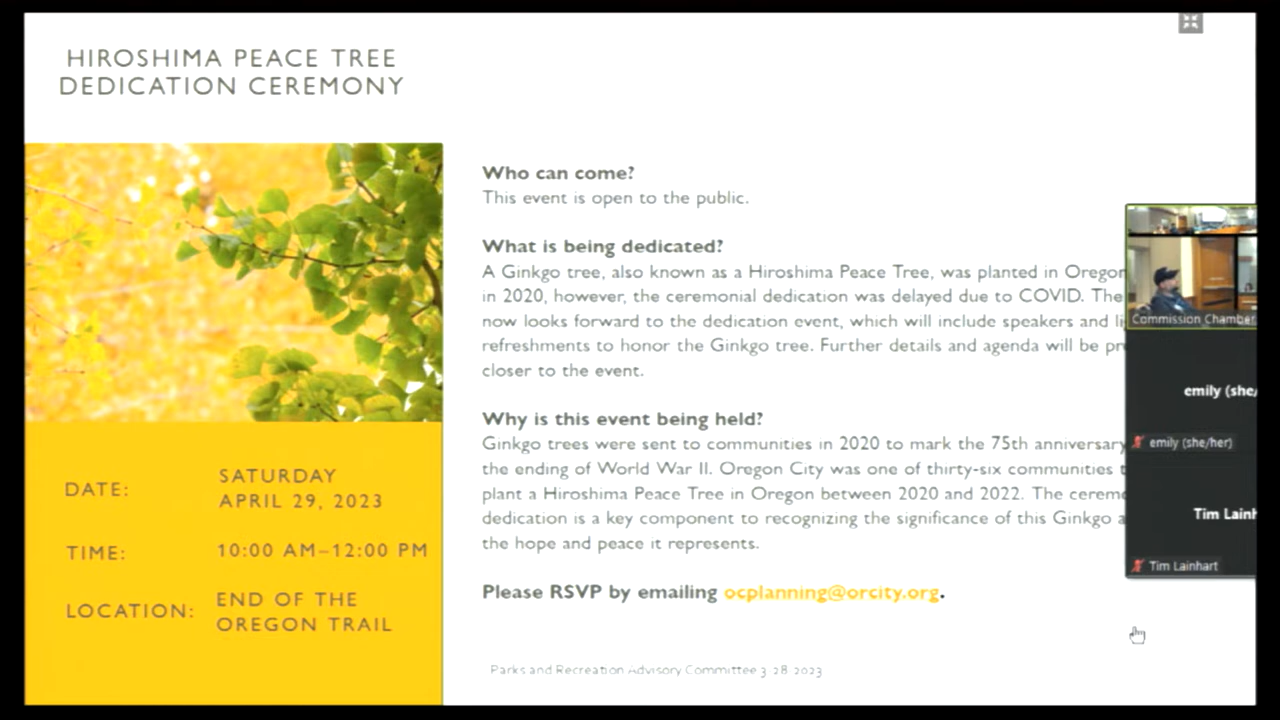 HIROSHIMA PEACE TREE
DEDICATION CEREMONY
Who can come?
This event is open to the public.
What is being dedicated?
A Ginkgo tree, also known as a Hiroshima Peace Tree, was planted in Oregon
in 2020, however, the ceremonial dedication was delayed due to COVID. The
now looks forward to the dedication event, which will include speakers and
refreshments to honor the Ginkgo tree. Further details and agenda will be
closer to the event.
Why is this event being held?
Ginkgo trees were sent to communities in 2020 to mark the 75th anniversary
the ending of World War II. Oregon City was one of thirty-six communities
plant a Hiroshima Peace Tree in Oregon between 2020 and 2022. The
dedication is a key component to recognizing the significance of this Ginkgo
the hope and peace it represents.
Please RSVP by emailing ocplanning@orcity.org.
DATE:
SATURDAY
APRIL 29, 2023
TIME:
10:00 AM–12:00 PM
LOCATION:
END OF THE
OREGON TRAIL
Parks and Recreation Advisory Committee 3 28 2023
Commission Chamber
emily (she/
emily (she/her)
Tim Lainh
Tim Lainhart